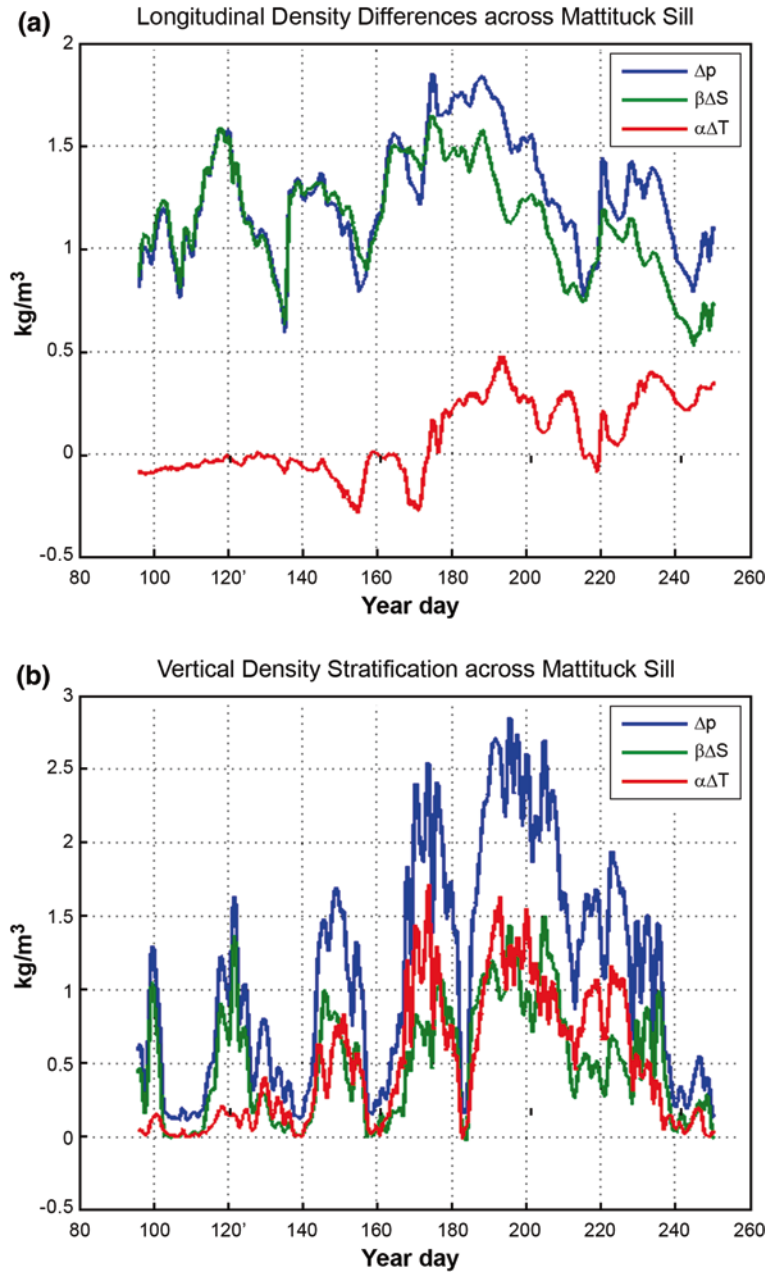 (a) Longitudinal Density Differences across Mattituck Sill
2
1.5
1
0.5
0
-0.5
kg/m³
Δp
βΔS
αΔT
80 100 120' 140 160 180 200 220 240 260
Year day
(b) Vertical Density Stratification across Mattituck Sill
3
2.5
2
1.5
1
0.5
0
-0.5
kg/m³
Δp
βΔS
αΔT
80 100 120' 140 160 180 200 220 240 260
Year day